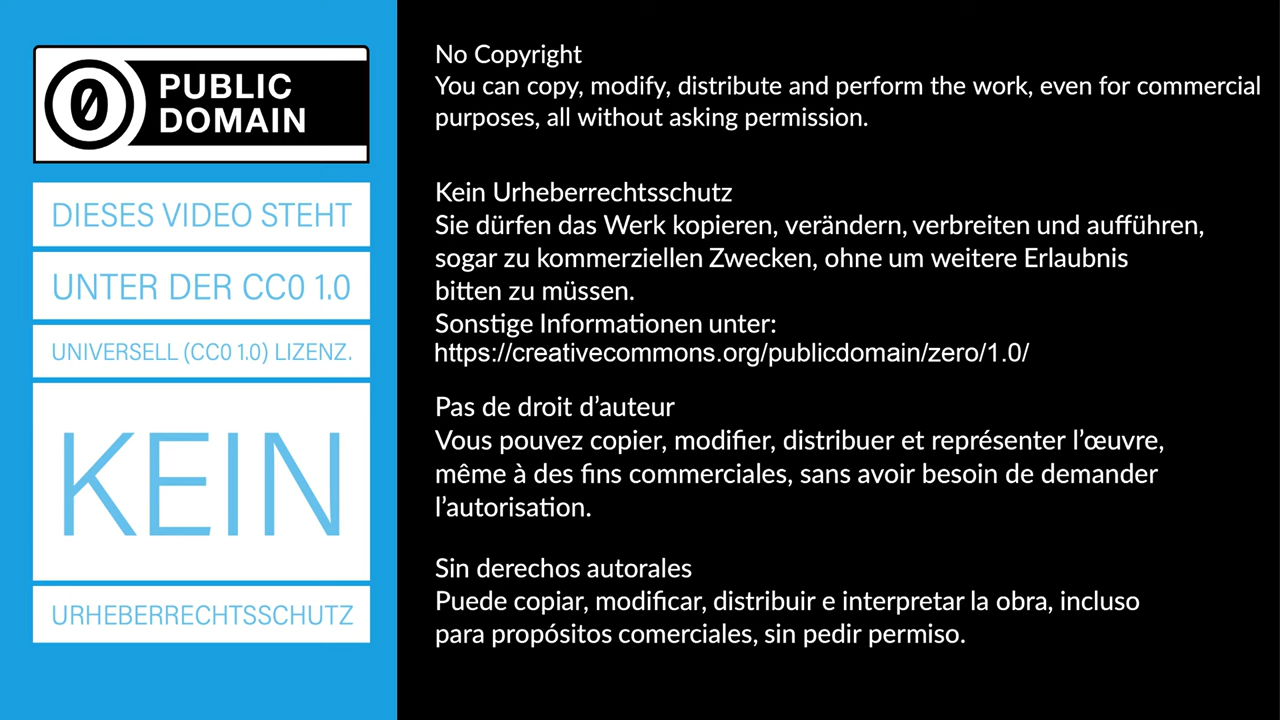 0 PUBLIC
DOMAIN
DIESES VIDEO STEHT
UNTER DER CC0 1.0
UNIVERSELL (CC0 1.0) LIZENZ.
KEIN
URHEBERRECHTSSCHUTZ
No Copyright
You can copy, modify, distribute and perform the work, even for commercial
purposes, all without asking permission.
Kein Urheberrechtsschutz
Sie dürfen das Werk kopieren, verändern, verbreiten und aufführen,
sogar zu kommerziellen Zwecken, ohne um weitere Erlaubnis
bitten zu müssen.
Sonstige Informationen unter:
https://creativecommons.org/publicdomain/zero/1.0/
Pas de droit d’auteur
Vous pouvez copier, modifier, distribuer et représenter l’œuvre,
même à des fins commerciales, sans avoir besoin de demander
l’autorisation.
Sin derechos autorales
Puede copiar, modificar, distribuir e interpretar la obra, incluso
para propósitos comerciales, sin pedir permiso.